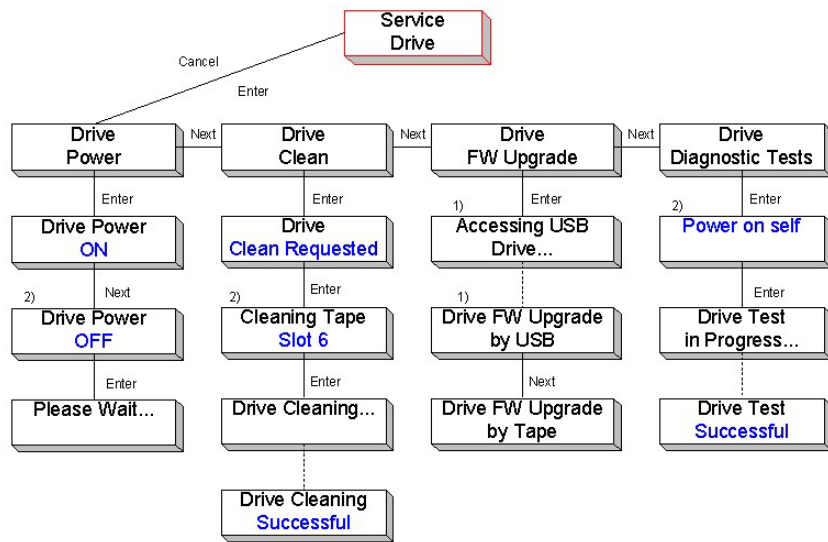 Service
Drive
Cancel
Enter
Drive
Power
Next
Drive
Clean
Next
Drive
FW Upgrade
Next
Drive
Diagnostic Tests
Enter
Enter
Enter
Enter
1)
2)
Drive Power
ON
Drive
Clean Requested
Accessing USB
Drive...
Power on self
Next
Enter
Enter
2)
2)
1)
Drive Power
OFF
Cleaning Tape
Slot 6
Drive FW Upgrade
by USB
Drive Test
in Progress...
Enter
Enter
Next
Please Wait...
Drive Cleaning...
Drive FW Upgrade
by Tape
Drive Test
Successful
Drive Cleaning
Successful